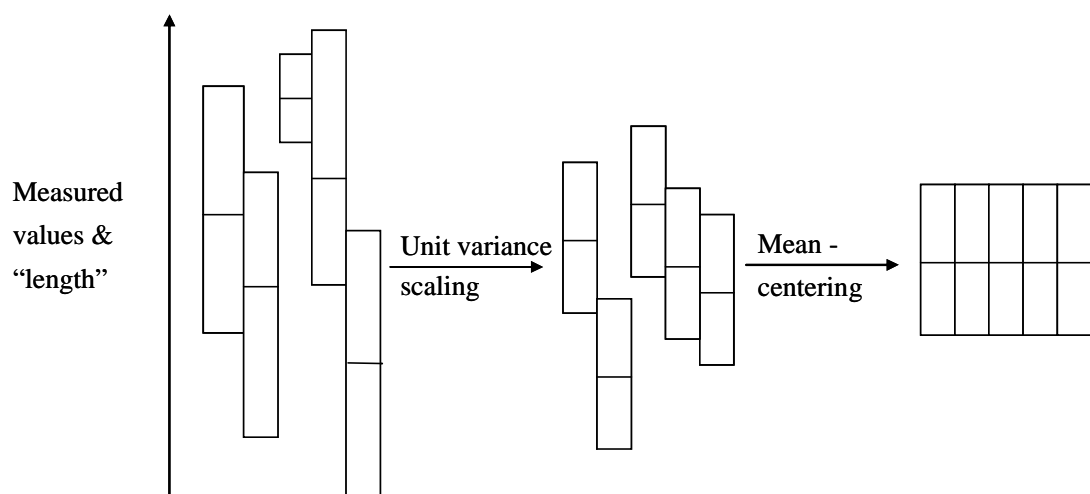 Measured
values &
“length”
Unit variance
scaling
Mean -
centering